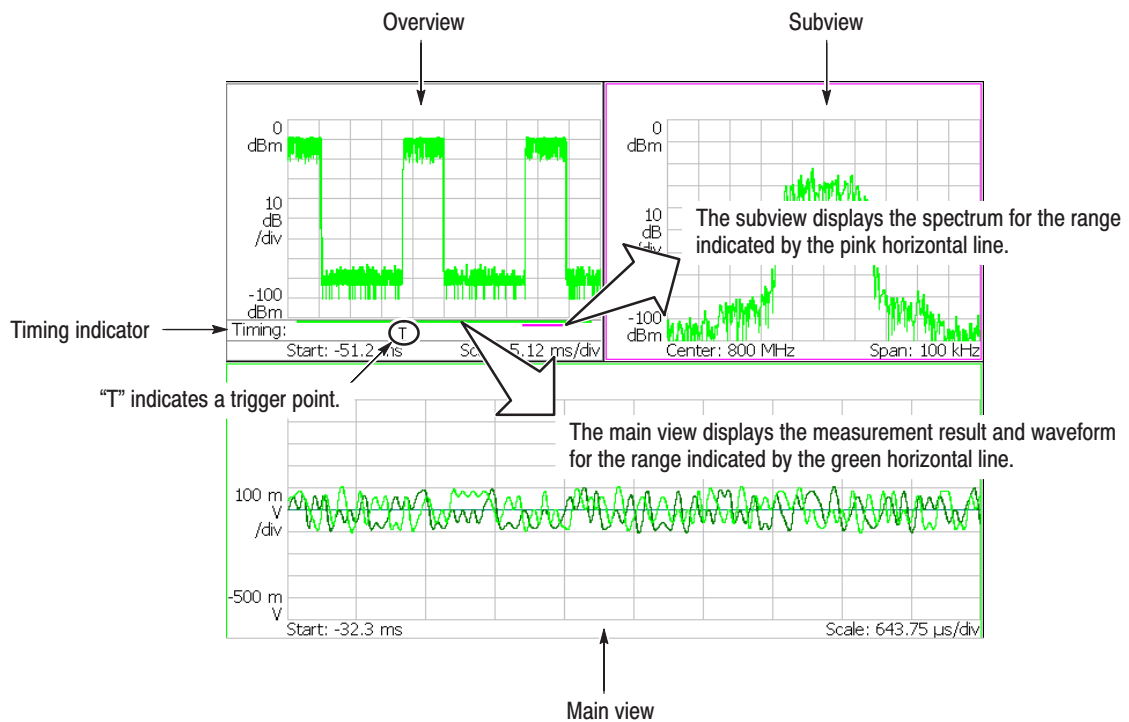 Overview
Subview
0
dBm
10
dB
/div
-100
dBm
Timing:
T
Start: -51.2 ms
5.12 ms/div
0
dBm
10
dB
/div
-100
dBm
Center: 800 MHz
Span: 100 kHz
The subview displays the spectrum for the range
indicated by the pink horizontal line.
Timing indicator
“T” indicates a trigger point.
The main view displays the measurement result and waveform
for the range indicated by the green horizontal line.
100 m
V
/div
-500 m
V
Start: -32.3 ms
Scale: 643.75 µs/div
Main view